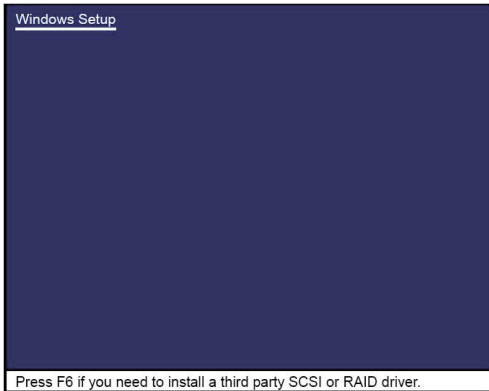 Windows Setup
Press F6 if you need to install a third party SCSI or RAID driver.